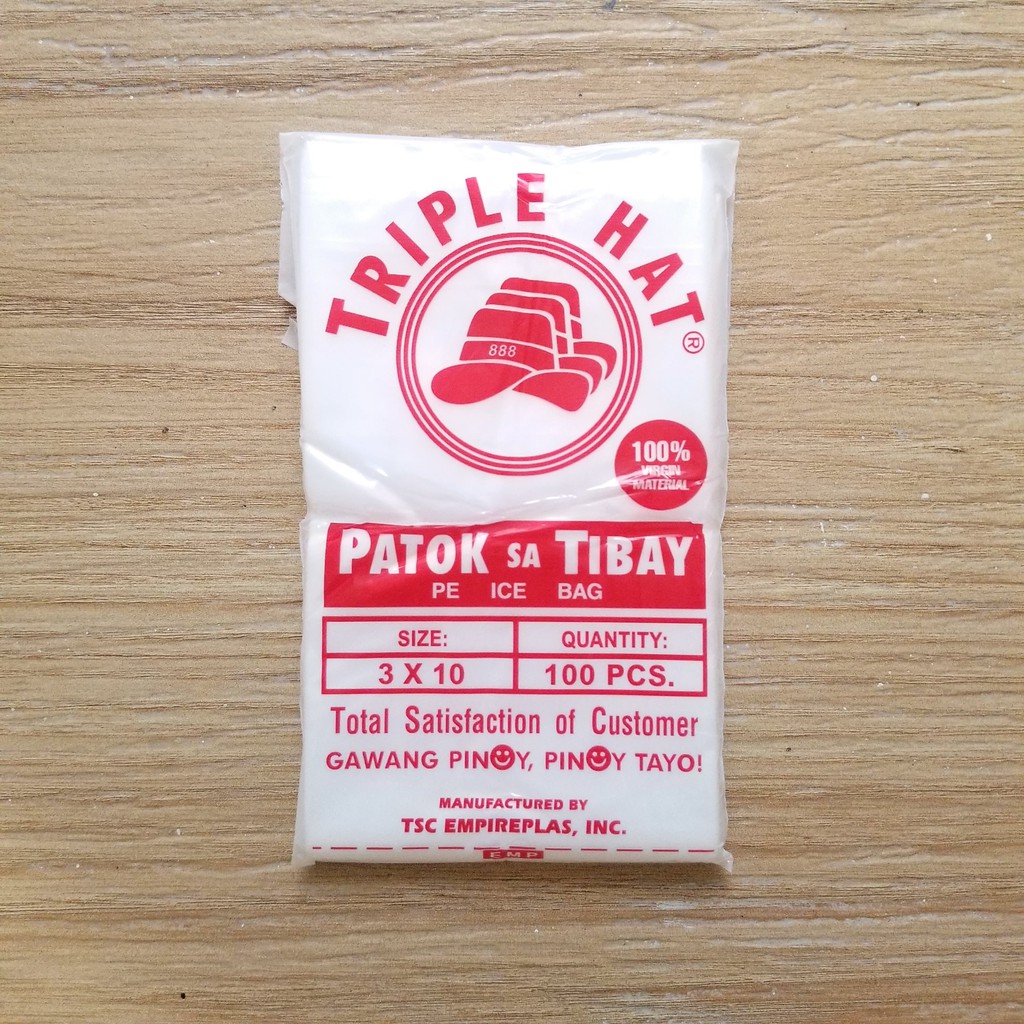 TRIPLE HAT®
888
100%
VIRGIN
MATERIAL
PATOK SA TIBAY
PE ICE BAG
SIZE: QUANTITY:
3 X 10 100 PCS.
Total Satisfaction of Customer
GAWANG PINOY, PINOY TAYO!
MANUFACTURED BY
TSC EMPIREPLAS, INC.
EMP